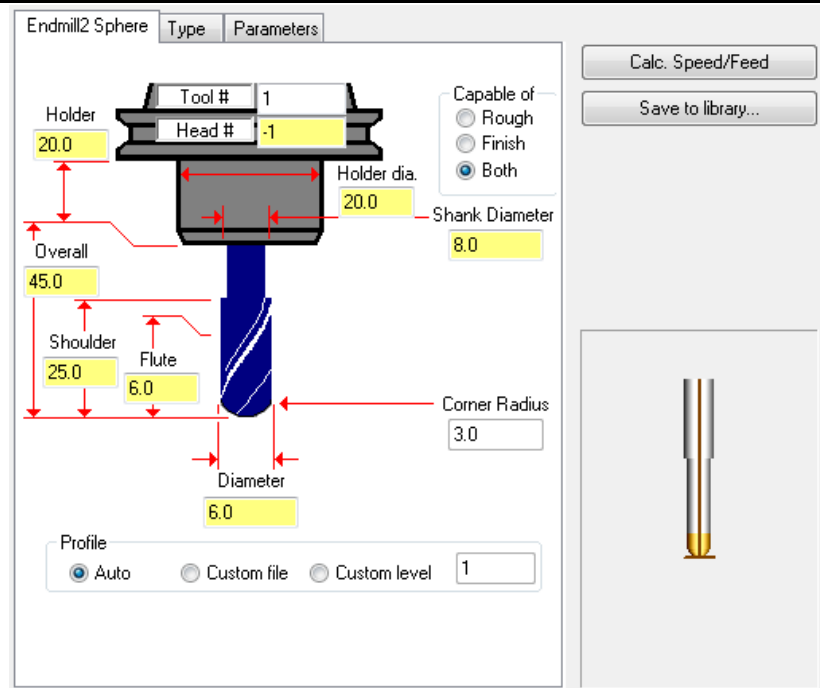 Endmill2 Sphere Type Parameters
Calc. Speed/Feed
Save to library...
Tool # 1
Head # -1
Capable of
Rough
Finish
Both
Holder
20.0
Holder dia.
20.0
Shank Diameter
8.0
Overall
45.0
Shoulder
25.0
Flute
6.0
Corner Radius
3.0
Diameter
6.0
Profile
Auto Custom file Custom level 1